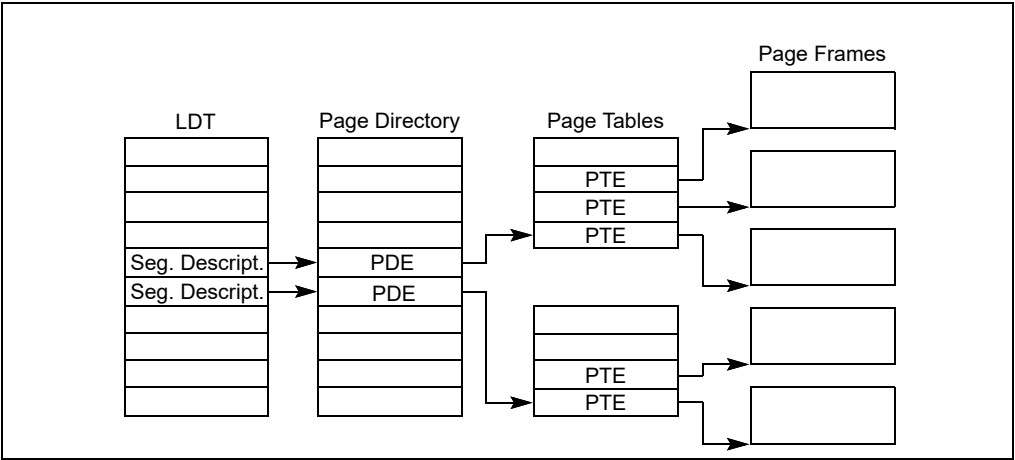 Page Frames
LDT
Page Directory
Page Tables
PTE
PTE
PTE
Seg. Descript.
PDE
Seg. Descript.
PDE
PTE
PTE